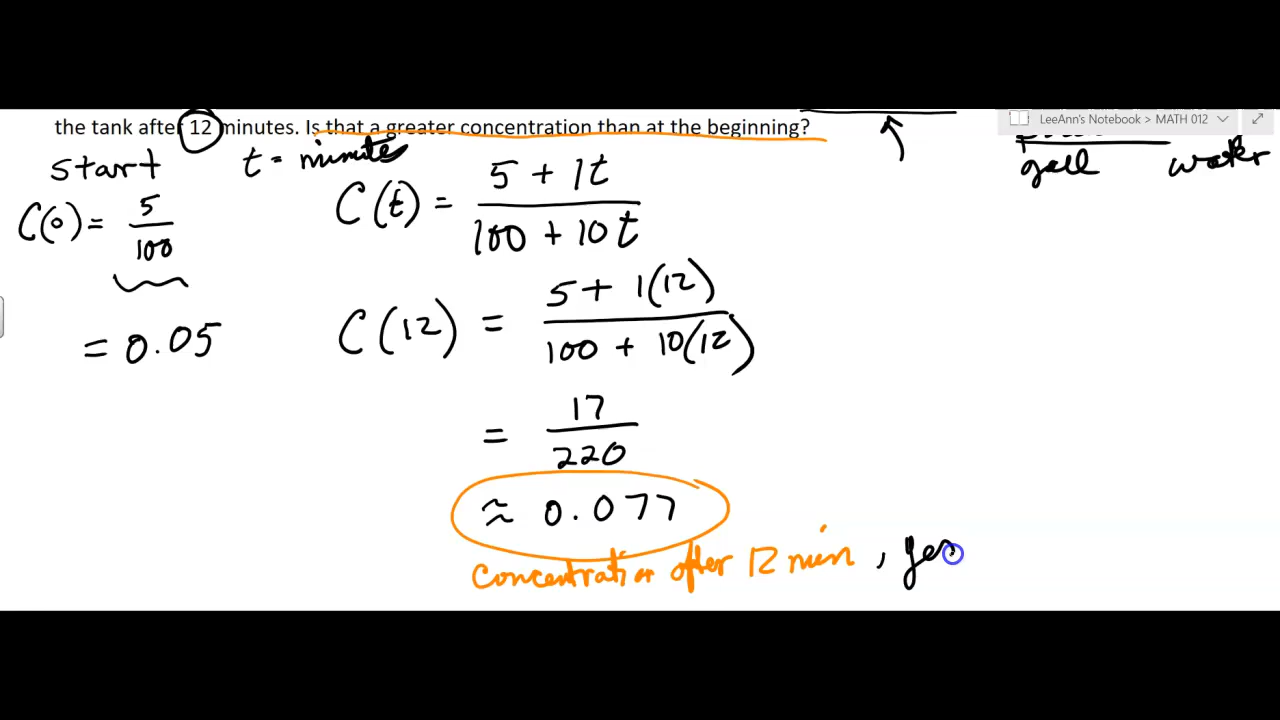 the tank after 12 minutes. Is that a greater concentration than at the beginning?
LeeAnn's Notebook > MATH 012
gall water
start t = minutes
C(0) = 5/100
= 0.05
C(t) = (5 + 1t)/(100 + 10t)
C(12) = (5 + 1(12))/(100 + 10(12))
= 17/220
≈ 0.077
concentration after 12 min, yes